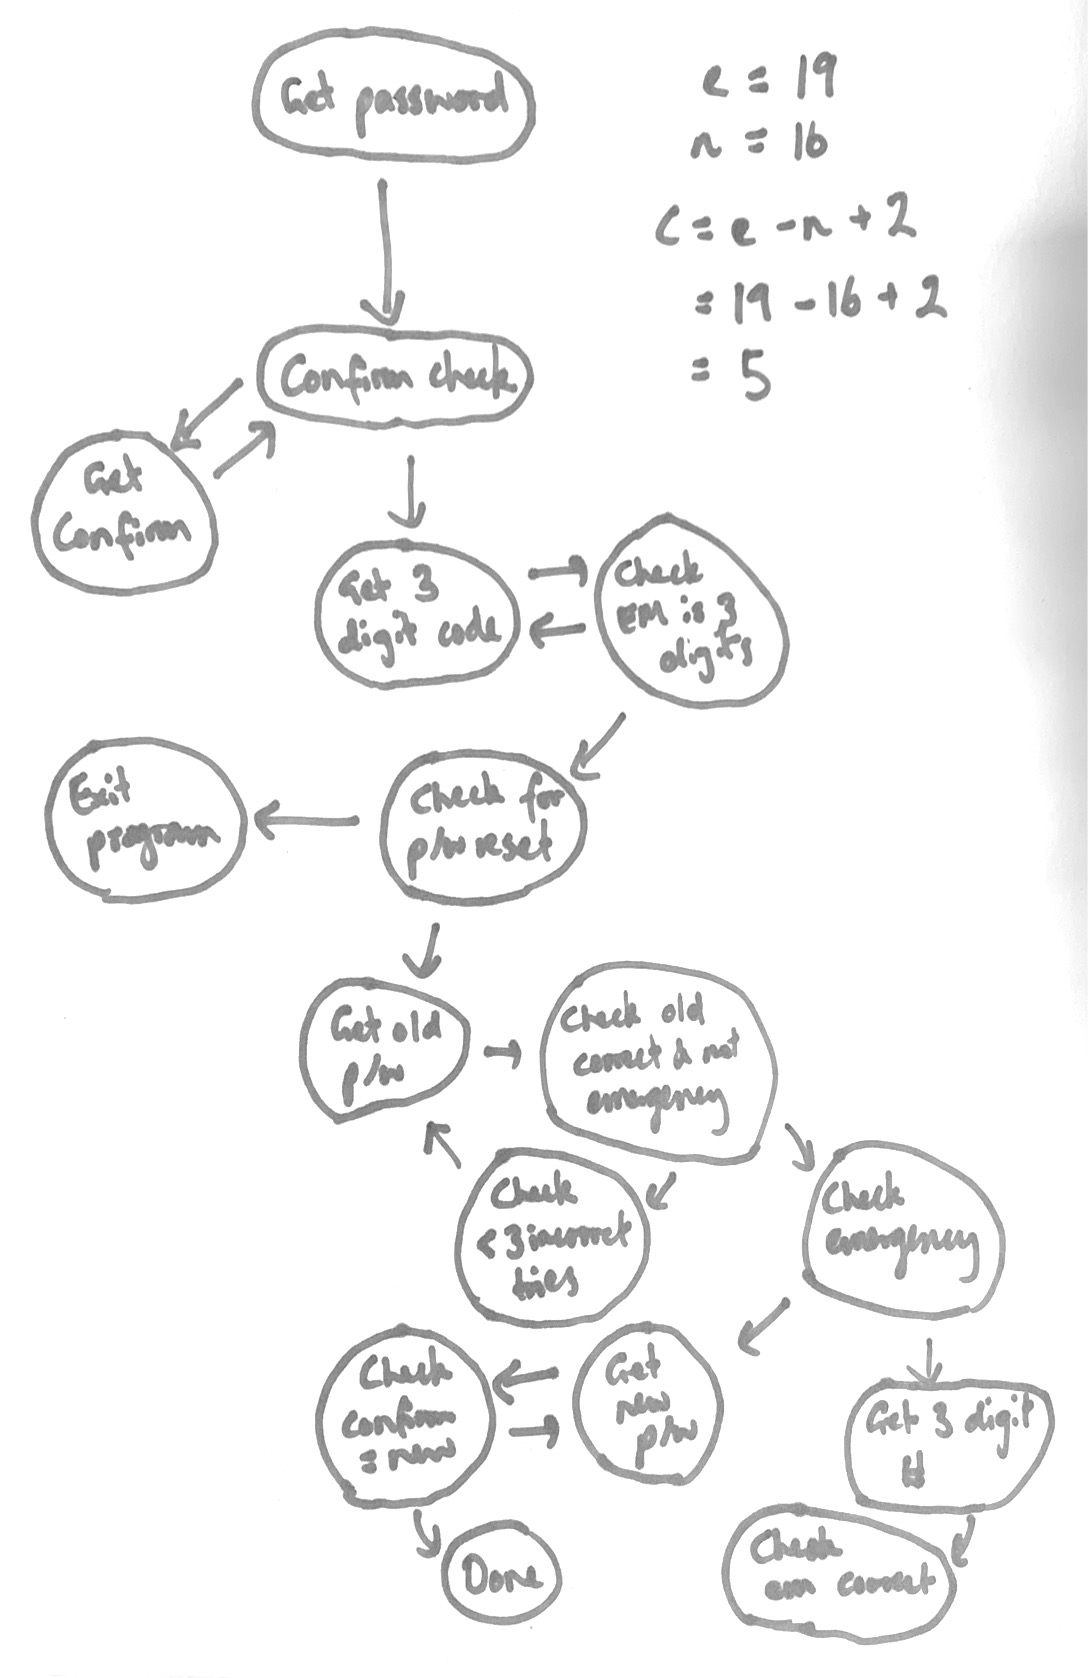 Get password
e = 19
n = 16
c = e - n + 2
= 19 - 16 + 2
= 5
Confirm check
Get
Confirm
Get 3
digit code
Check
EM is 3
digits
Exit
program
Check for
p/w reset
Get old
p/w
Check old
correct & not
emergency
Check
< 3 incorrect
tries
Check
emergency
Check
confirm
= new
Get
new
p/w
Get 3 digit
#
Done
Check
em correct